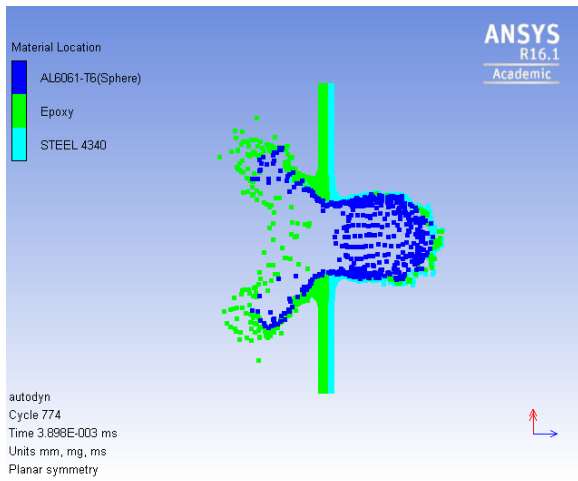 ANSYS
R16.1
Academic
Material Location
AL6061-T6(Sphere)
Epoxy
STEEL 4340
autodyn
Cycle 774
Time 3.898E-003 ms
Units mm, mg, ms
Planar symmetry